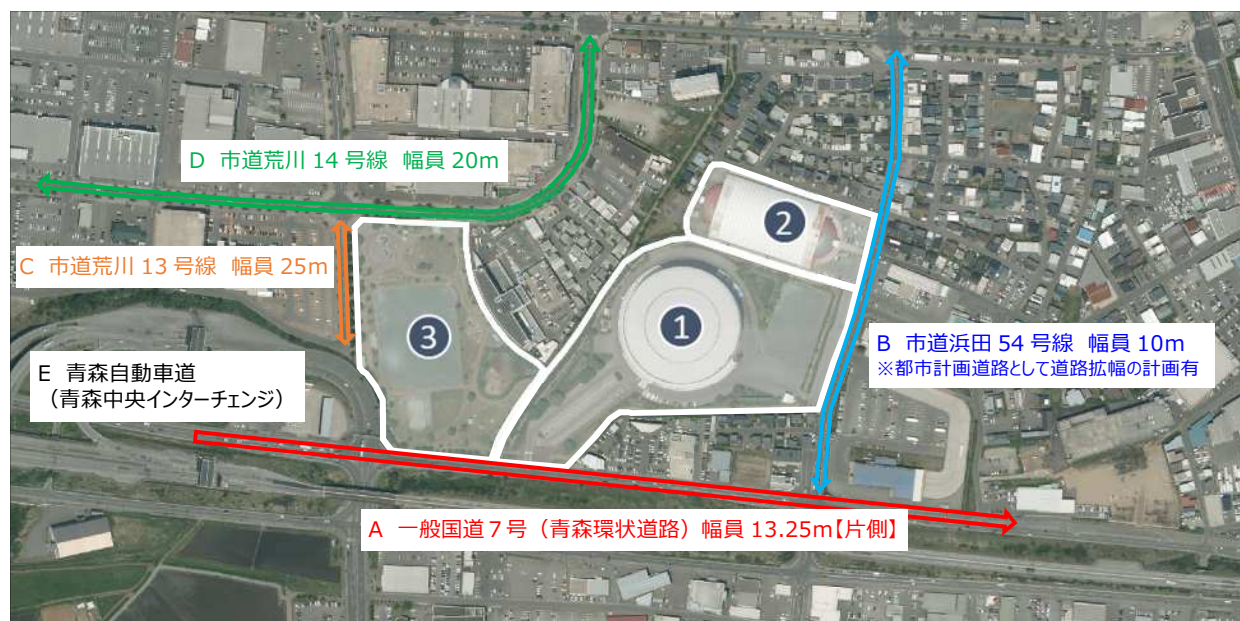 D 市道荒川 14 号線 幅員 20m
2
C 市道荒川 13 号線 幅員 25m
1
3
B 市道浜田 54 号線 幅員 10m
※都市計画道路として道路拡幅の計画有
E 青森自動車道
（青森中央インターチェンジ）
A 一般国道７号（青森環状道路）幅員 13.25m【片側】